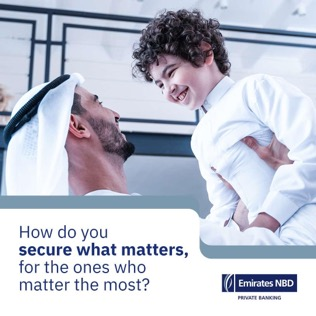 How do you
secure what matters,
for the ones who
matter the most?
Emirates NBD
PRIVATE BANKING